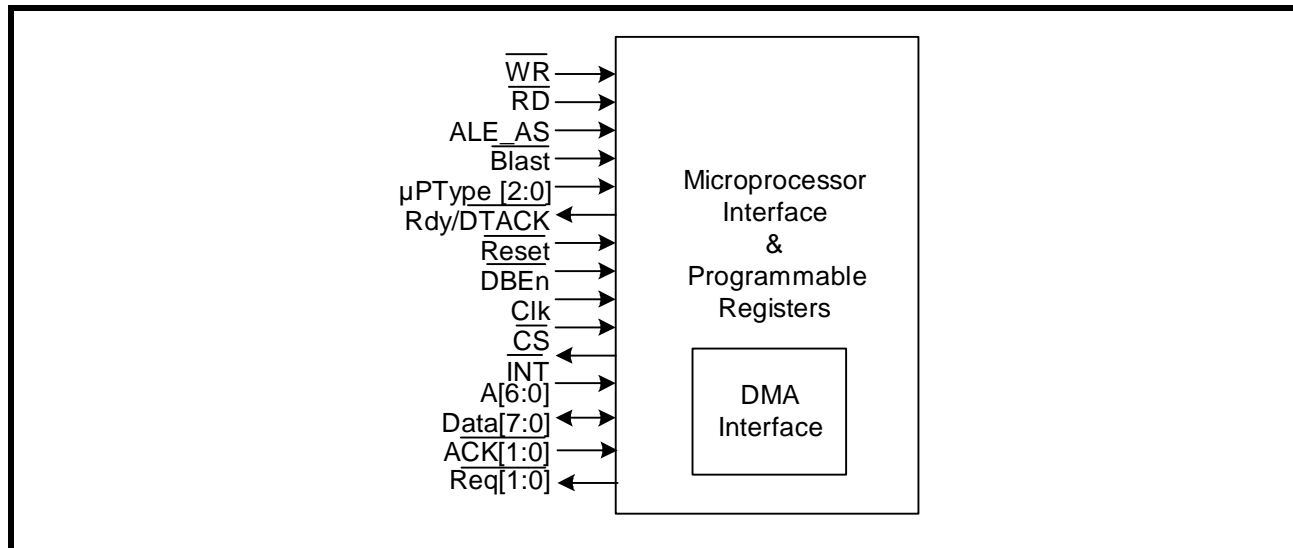 WR
RD
ALE_AS
Blast
µPType [2:0]
Rdy/DTACK
Reset
DBEn
Clk
CS
INT
A[6:0]
Data[7:0]
ACK[1:0]
Req[1:0]
Microprocessor
Interface
&
Programmable
Registers
DMA
Interface